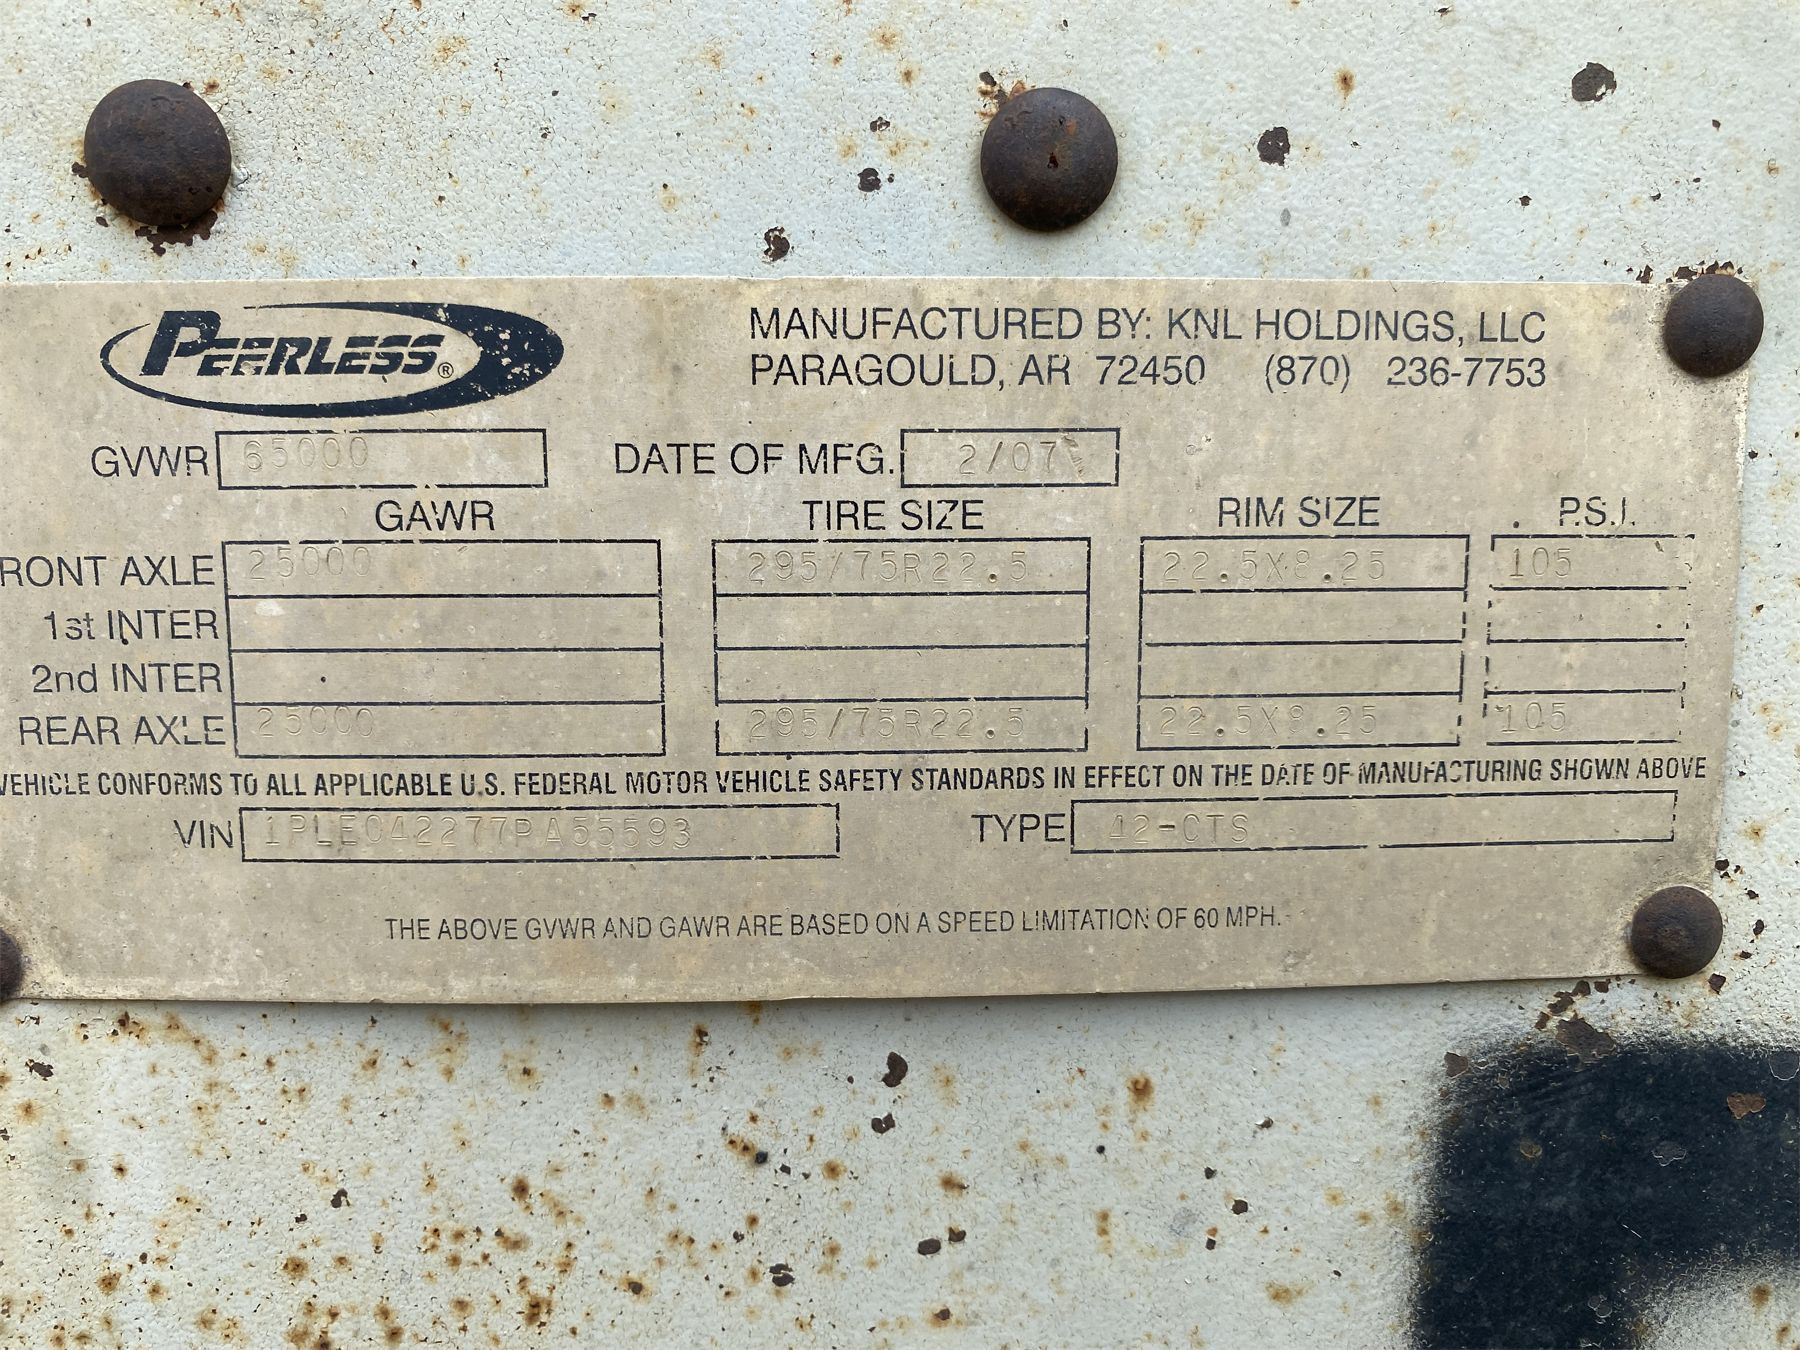 PEERLESS®
MANUFACTURED BY: KNL HOLDINGS, LLC
PARAGOULD, AR 72450 (870) 236-7753
GVWR 65000 DATE OF MFG. 2/07
GAWR TIRE SIZE RIM SIZE P.S.I.
RONT AXLE 25000 295/75R22.5 22.5X8.25 105
1st INTER
2nd INTER
REAR AXLE 25000 295/75R22.5 22.5X8.25 105
VEHICLE CONFORMS TO ALL APPLICABLE U.S. FEDERAL MOTOR VEHICLE SAFETY STANDARDS IN EFFECT ON THE DATE OF MANUFACTURING SHOWN ABOVE
VIN 1PLE042277PA55593 TYPE 42-CTS
THE ABOVE GVWR AND GAWR ARE BASED ON A SPEED LIMITATION OF 60 MPH.